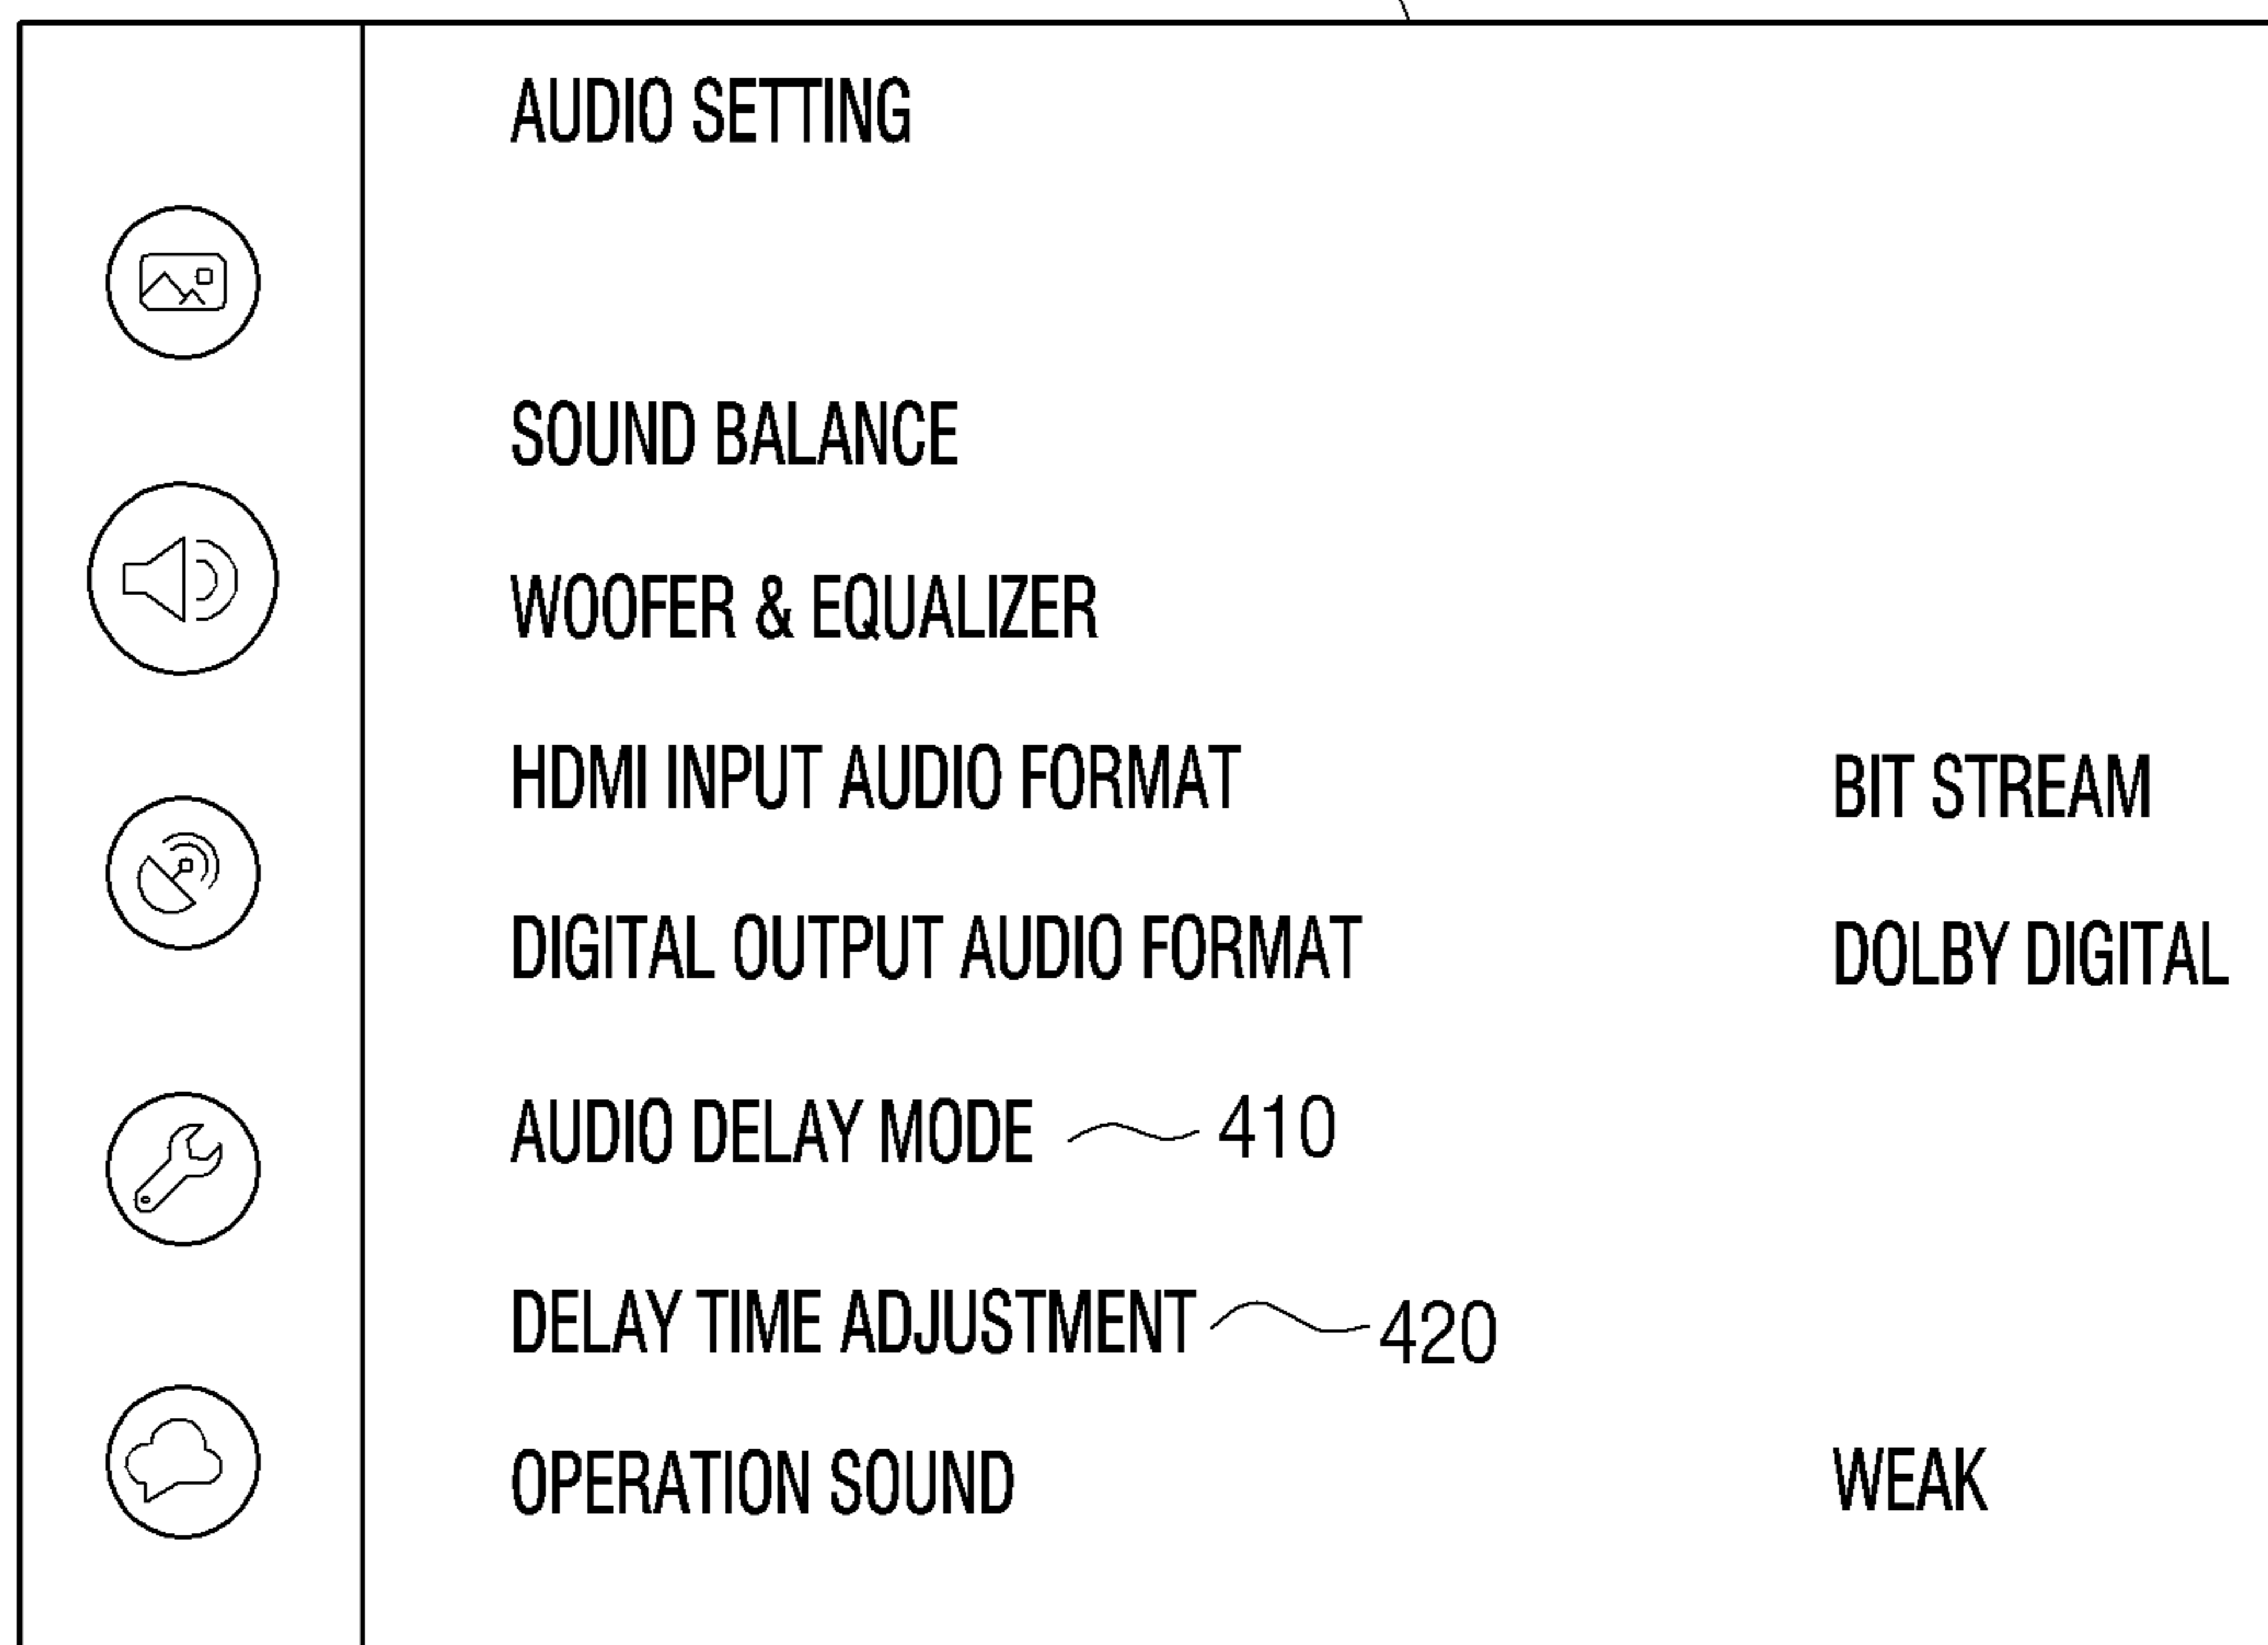 AUDIO SETTING
SOUND BALANCE
WOOFER & EQUALIZER
HDMI INPUT AUDIO FORMAT BIT STREAM
DIGITAL OUTPUT AUDIO FORMAT DOLBY DIGITAL
AUDIO DELAY MODE 410
DELAY TIME ADJUSTMENT 420
OPERATION SOUND WEAK